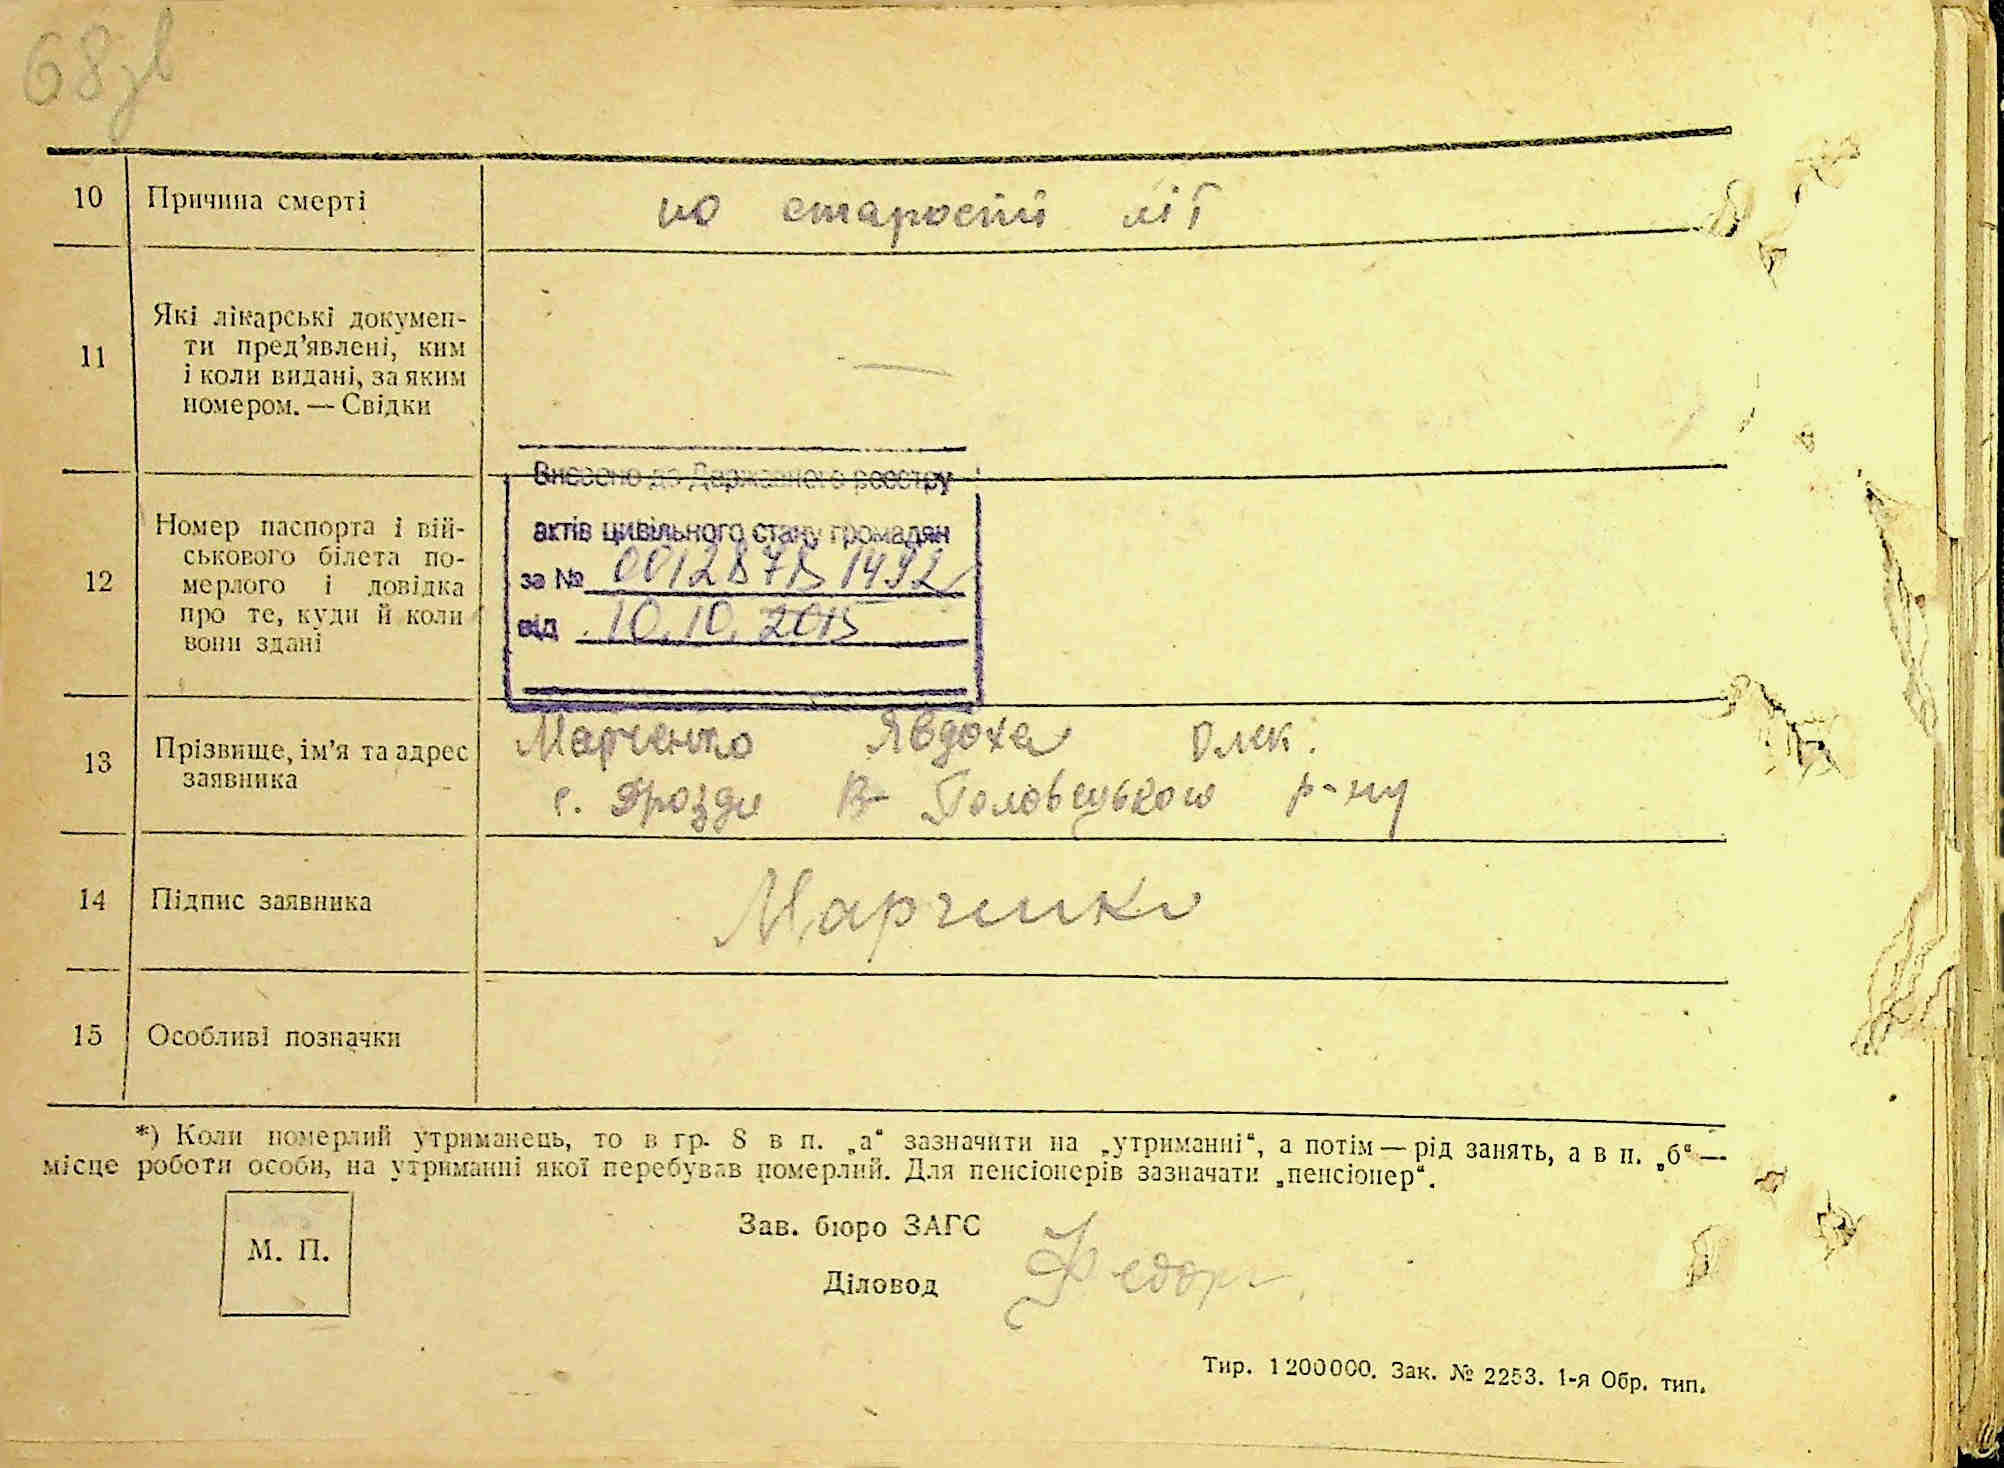 68зв
10 Причина смерті по старости літ
11 Які лікарські докумен-
ти пред’явлені, ким
і коли видані, за яким
номером. — Свідки —
Внесено до Державного реєстру
актів цивільного стану громадян
за № 00128781492
від 10.10.2015
12 Номер паспорта і вій-
ськового білета по-
мерлого і довідка
про те, куди й коли
вони здані
13 Прізвище, ім’я та адрес
заявника
Марченко Явдоха Олек.
с. Дрозди В-Половецького р-ну
14 Підпис заявника Марченко
15 Особливі позначки
*) Коли померлий утриманець, то в гр. 8 в п. „а“ зазначити на „утриманні“, а потім — рід занять, а в п. „б“ —
місце роботи особи, на утриманні якої перебував померлий. Для пенсіонерів зазначати „пенсіонер“.
М. П.
Зав. бюро ЗАГС
Діловод
Тир. 1200000. Зак. № 2253. 1-я Обр. тип.